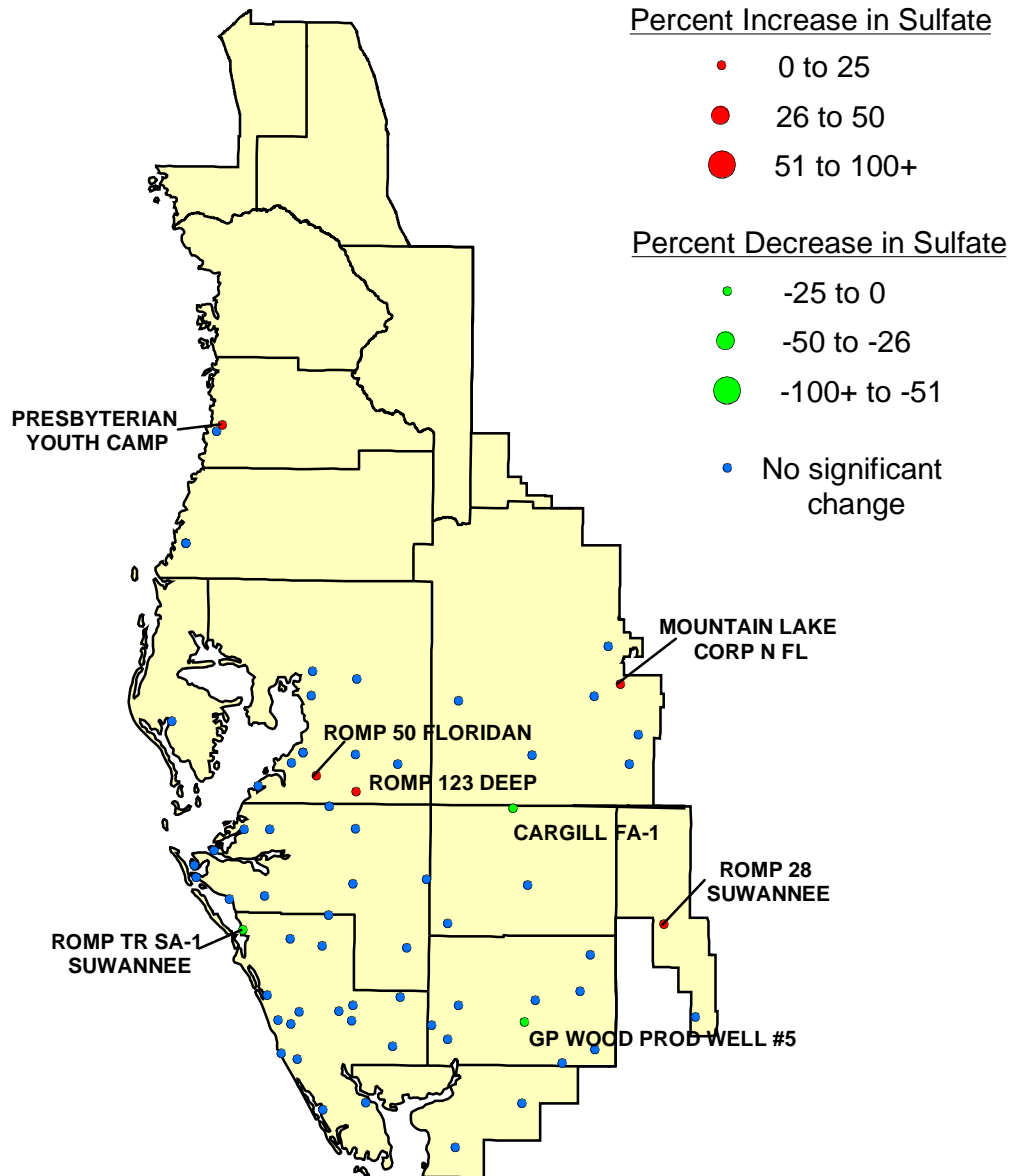 Percent Increase in Sulfate
0 to 25
26 to 50
51 to 100+
Percent Decrease in Sulfate
-25 to 0
-50 to -26
-100+ to -51
No significant
change
PRESBYTERIAN
YOUTH CAMP
MOUNTAIN LAKE
CORP N FL
ROMP 50 FLORIDAN
ROMP 123 DEEP
CARGILL FA-1
ROMP 28
SUWANNEE
ROMP TR SA-1
SUWANNEE
GP WOOD PROD WELL #5